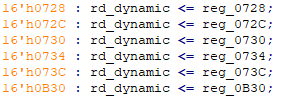 16'h0728 : rd_dynamic <= reg_0728;
16'h072C : rd_dynamic <= reg_072C;
16'h0730 : rd_dynamic <= reg_0730;
16'h0734 : rd_dynamic <= reg_0734;
16'h073C : rd_dynamic <= reg_073C;
16'h0B30 : rd_dynamic <= reg_0B30;